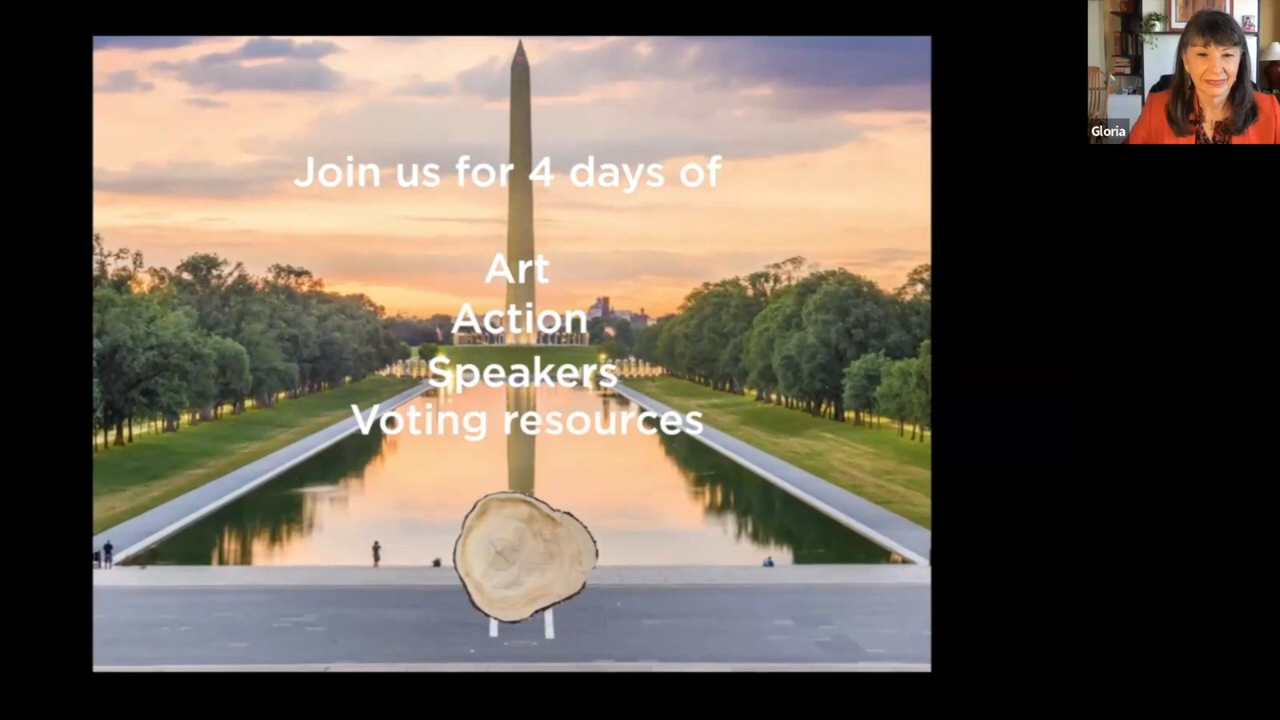 Join us for 4 days of
Art
Action
Speakers
Voting resources
Gloria